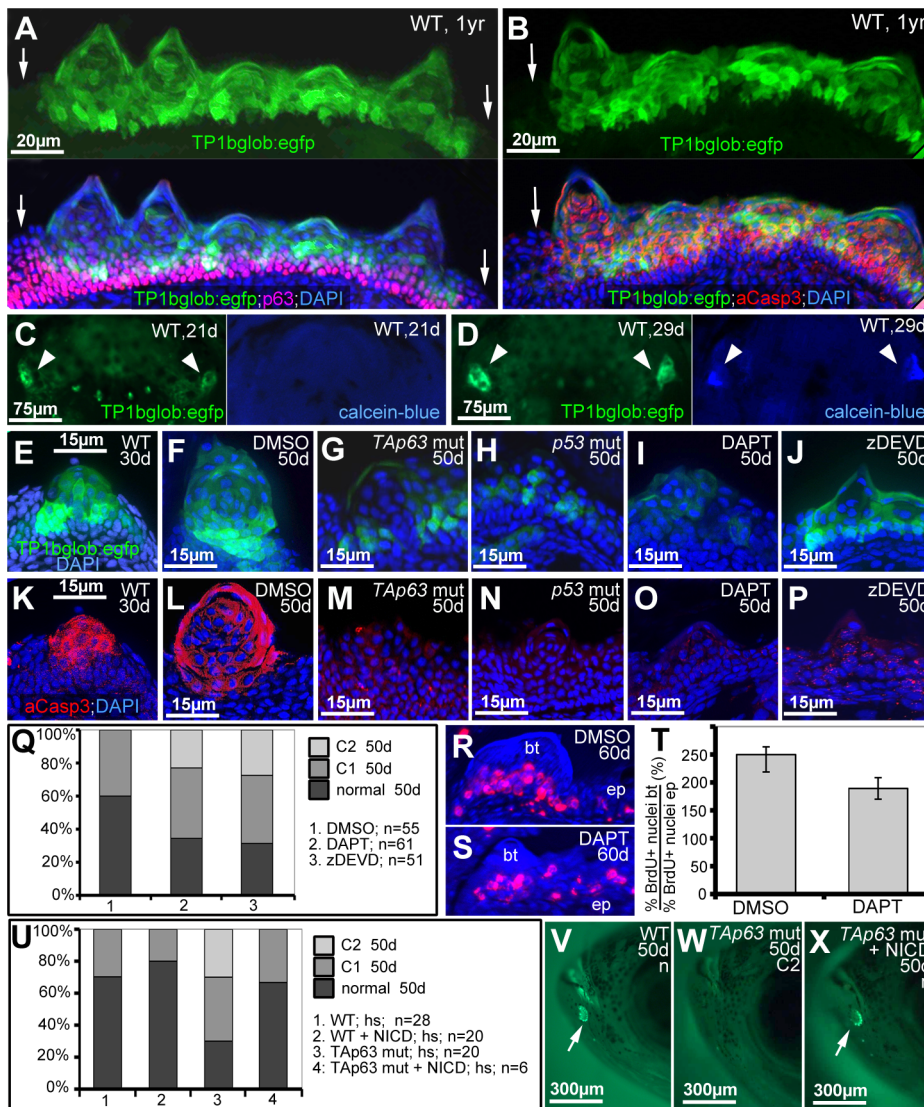 A
WT, 1yr
20µm
TP1bglob:egfp
TP1bglob:egfp;p63;DAPI
B
WT, 1yr
20µm
TP1bglob:egfp
TP1bglob:egfp;aCasp3;DAPI
C
WT,21d
75µm
TP1bglob:egfp
WT,21d
calcein-blue
D
WT,29d
75µm
TP1bglob:egfp
WT,29d
calcein-blue
E
WT
30d
15µm
TP1bglob:egfp
DAPI
F
DMSO
50d
15µm
G
TAp63 mut
50d
15µm
H
p53 mut
50d
15µm
I
DAPT
50d
15µm
J
zDEVD
50d
15µm
K
WT
30d
15µm
aCasp3;DAPI
L
DMSO
50d
15µm
M
TAp63 mut
50d
15µm
N
p53 mut
50d
15µm
O
DAPT
50d
15µm
P
zDEVD
50d
15µm
Q
100%
80%
60%
40%
20%
0%
1 2 3
C2 50d
C1 50d
normal 50d
1. DMSO; n=55
2. DAPT; n=61
3. zDEVD; n=51
R
DMSO
60d
bt
ep
S
DAPT
60d
bt
ep
T
% BrdU+ nuclei bt (%)
% BrdU+ nuclei ep
400
350
300
250
200
150
100
50
0
DMSO DAPT
U
100%
80%
60%
40%
20%
0%
1 2 3 4
C2 50d
C1 50d
normal 50d
1. WT; hs; n=28
2. WT + NICD; hs; n=20
3. TAp63 mut; hs; n=20
4: TAp63 mut + NICD; hs; n=6
V
WT
50d
n
300µm
W
TAp63 mut
50d
C2
300µm
X
TAp63 mut
+ NICD
50d
300µm